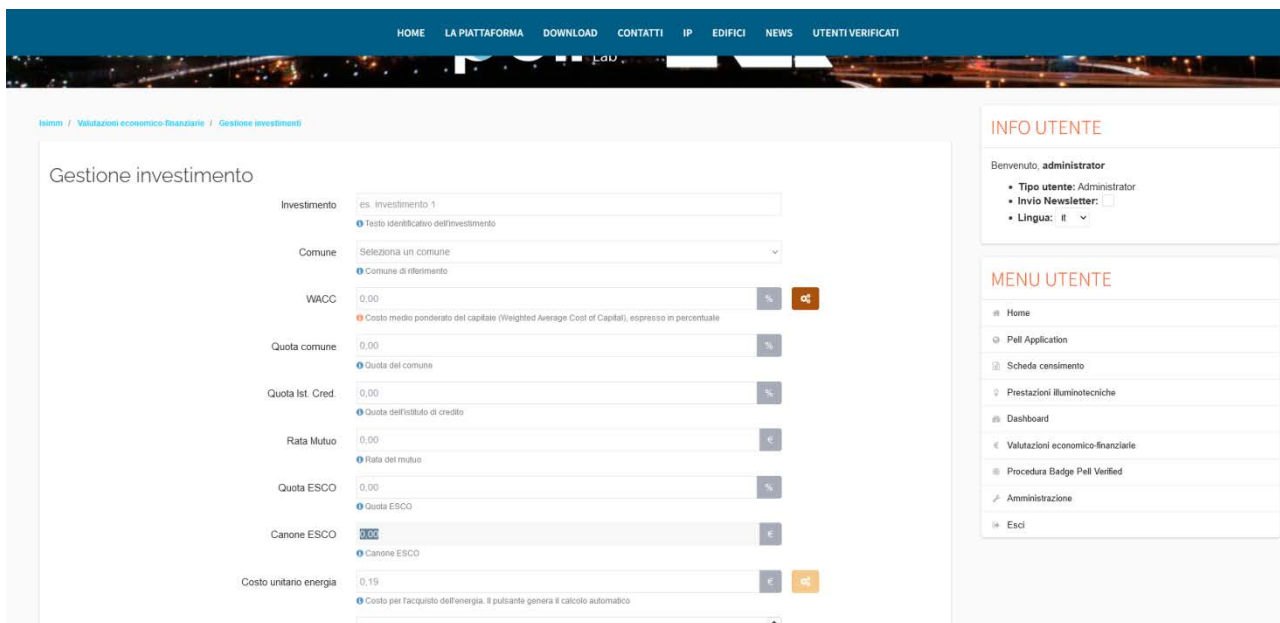 HOME LA PIATTAFORMA DOWNLOAD CONTATTI IP EDIFICI NEWS UTENTI VERIFICATI
Lab
Isimm / Valutazioni economico-finanziarie / Gestione investimenti
Gestione investimento
Investimento es. Investimento 1
Testo identificativo dell'investimento
Comune Seleziona un comune
Comune di riferimento
WACC 0,00 %
Costo medio ponderato del capitale (Weighted Average Cost of Capital), espresso in percentuale
Quota comune 0,00 %
Quota del comune
Quota Ist. Cred. 0,00 %
Quota dell'istituto di credito
Rata Mutuo 0,00 €
Rata del mutuo
Quota ESCO 0,00 %
Quota ESCO
Canone ESCO 0,00 €
Canone ESCO
Costo unitario energia 0,19 €
Costo per l'acquisto dell'energia. Il pulsante genera il calcolo automatico
INFO UTENTE
Benvenuto, administrator
Tipo utente: Administrator
Invio Newsletter:
Lingua: it
MENU UTENTE
Home
Pell Application
Scheda censimento
Prestazioni illuminotecniche
Dashboard
€ Valutazioni economico-finanziarie
Procedura Badge Pell Verified
Amministrazione
Esci